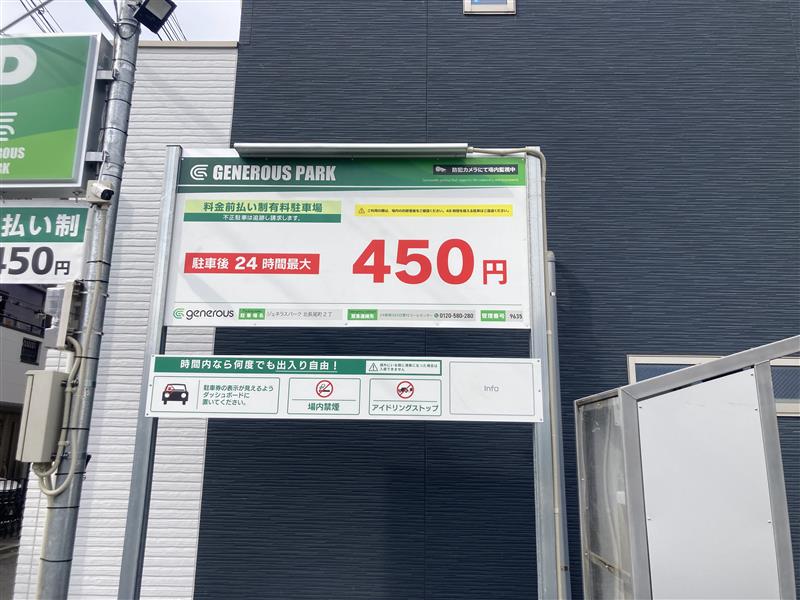 P
払い制
450円
GENEROUS PARK
防犯カメラにて場内監視中
料金前払い制有料駐車場
不正駐車は追跡し請求します。
駐車後 24 時間最大
450円
generous
駐車場名
ジェネラスパーク 北長尾町2丁
緊急連絡先
0120-580-280
管理番号
9635
時間内なら何度でも出入り自由!
駐車券の表示が見えるよう
ダッシュボードに
置いてください。
場内禁煙
アイドリングストップ
Info